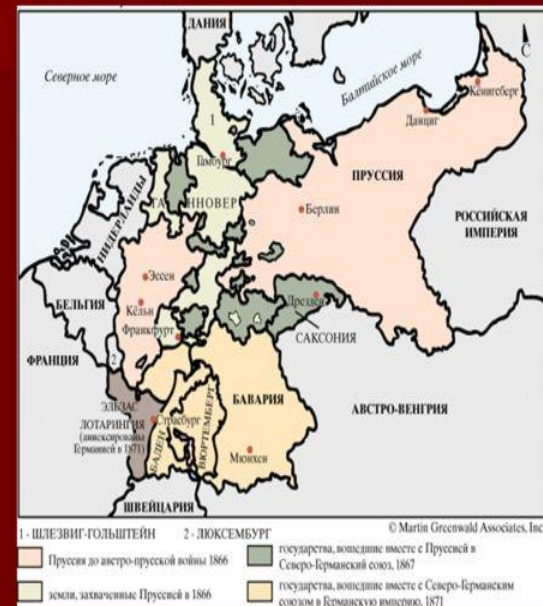 ДАНИЯ
Северное море
Балтийское море
С
1
Кёнигсберг
Данциг
Гамбург
ПРУССИЯ
ГАННОВЕР
НИДЕРЛАНДЫ
Берлин
РОССИЙСКАЯ
ИМПЕРИЯ
Эссен
БЕЛЬГИЯ
Кёльн
Дрезден
Франкфурт
САКСОНИЯ
2
ФРАНЦИЯ
ЭЛЬЗАС
ЛОТАРИНГИЯ
(аннексированы
Германией в 1871)
Страсбург
БАДЕН
ВЮРТЕМБЕРГ
БАВАРИЯ
АВСТРО-ВЕНГРИЯ
Мюнхен
ШВЕЙЦАРИЯ
1 - ШЛЕЗВИГ-ГОЛЬШТЕЙН 2 - ЛЮКСЕМБУРГ
© Martin Greenwald Associates, Inc
Пруссия до австро-прусской войны 1866
государства, вошедшие вместе с Пруссией в
Северо-Германский союз, 1867
земли, захваченные Пруссией в 1866
государства, вошедшие вместе с Северо-Германским
союзом в Германскую империю, 1871